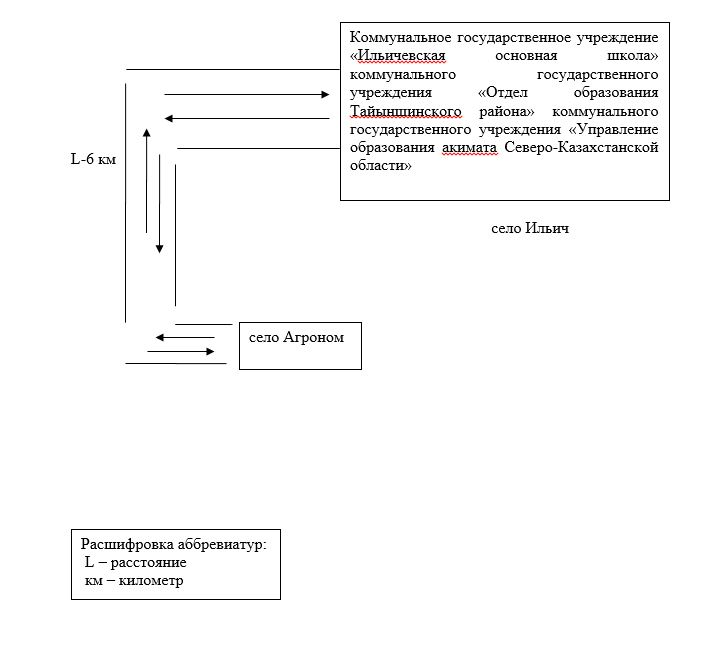 Коммунальное государственное учреждение
«Ильичевская основная школа»
коммунального государственного
учреждения «Отдел образования
Тайыншинского района» коммунального
государственного учреждения «Управление
образования акимата Северо-Казахстанской
области»
L-6 км
село Ильич
село Агроном
Расшифровка аббревиатур:
L – расстояние
км – километр